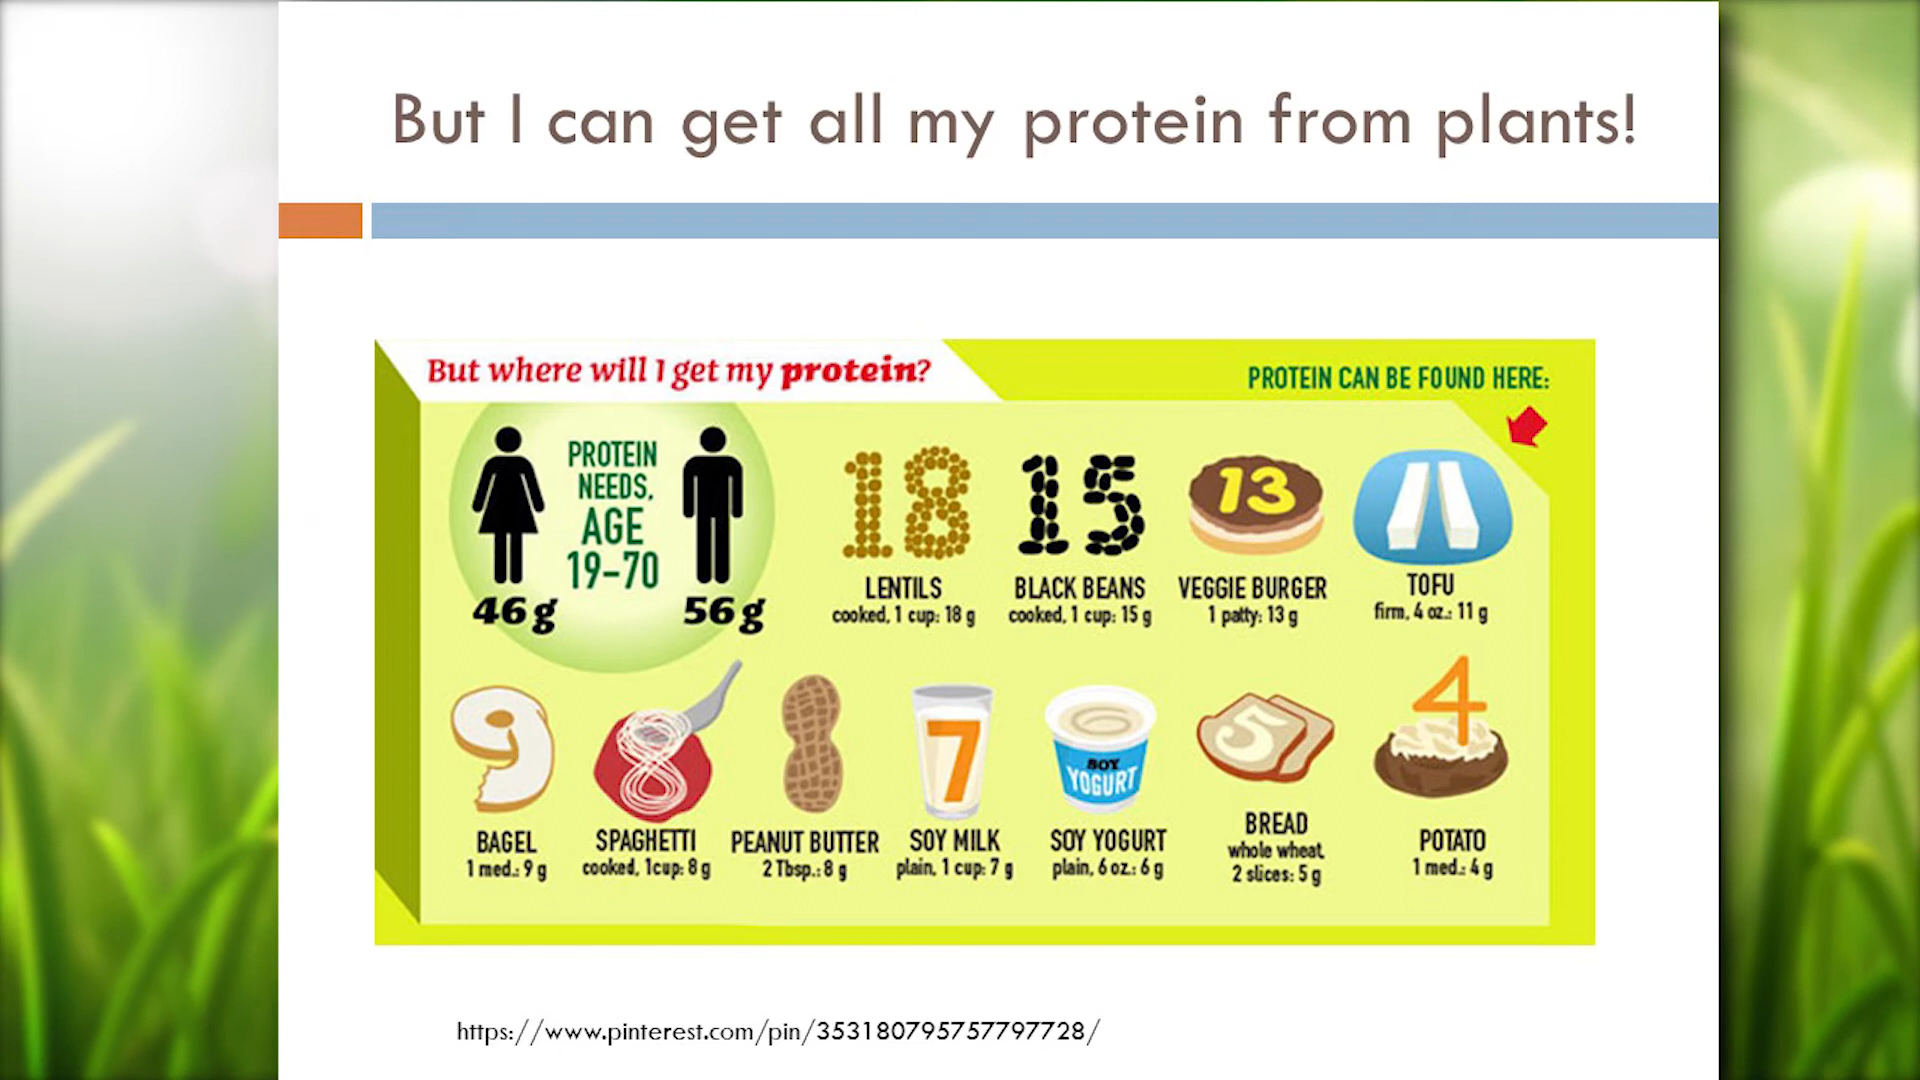 But I can get all my protein from plants!
But where will I get my protein?
PROTEIN CAN BE FOUND HERE:
PROTEIN
NEEDS,
AGE
19-70
46 g
56 g
18
LENTILS
cooked, 1 cup: 18 g
15
BLACK BEANS
cooked, 1 cup: 15 g
13
VEGGIE BURGER
1 patty: 13 g
11
TOFU
firm, 4 oz.: 11 g
9
BAGEL
1 med.: 9 g
8
SPAGHETTI
cooked, 1cup: 8 g
8
PEANUT BUTTER
2 Tbsp.: 8 g
7
SOY MILK
plain, 1 cup: 7 g
SOY
YOGURT
SOY YOGURT
plain, 6 oz.: 6 g
5
BREAD
whole wheat,
2 slices: 5 g
4
POTATO
1 med.: 4 g
https://www.pinterest.com/pin/353180795757797728/